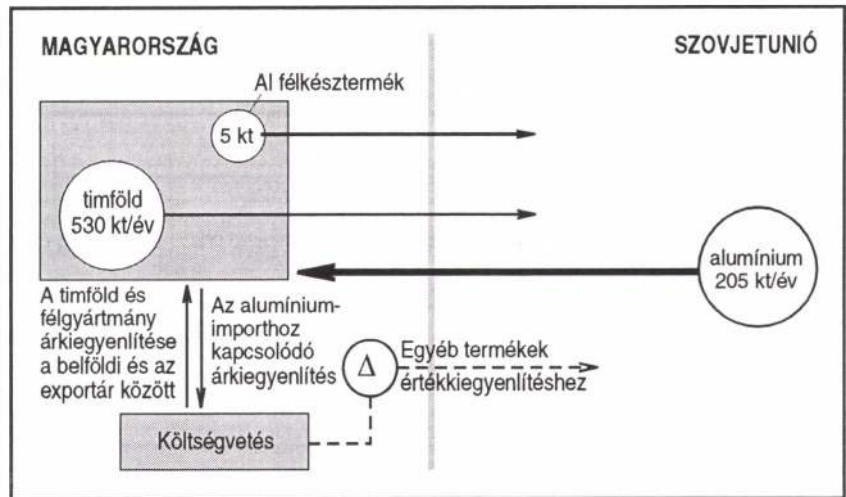 MAGYARORSZÁG
SZOVJETUNIÓ
Al félkésztermék
5 kt
timföld
530 kt/év
alumínium
205 kt/év
A timföld és
félgyártmány
árkiegyenlítése
a belföldi és az
exportár között
Az alumínium-
importhoz
kapcsolódó
árkiegyenlítés
Δ
Egyéb termékek
értékkiegyenlítéshez
Költségvetés